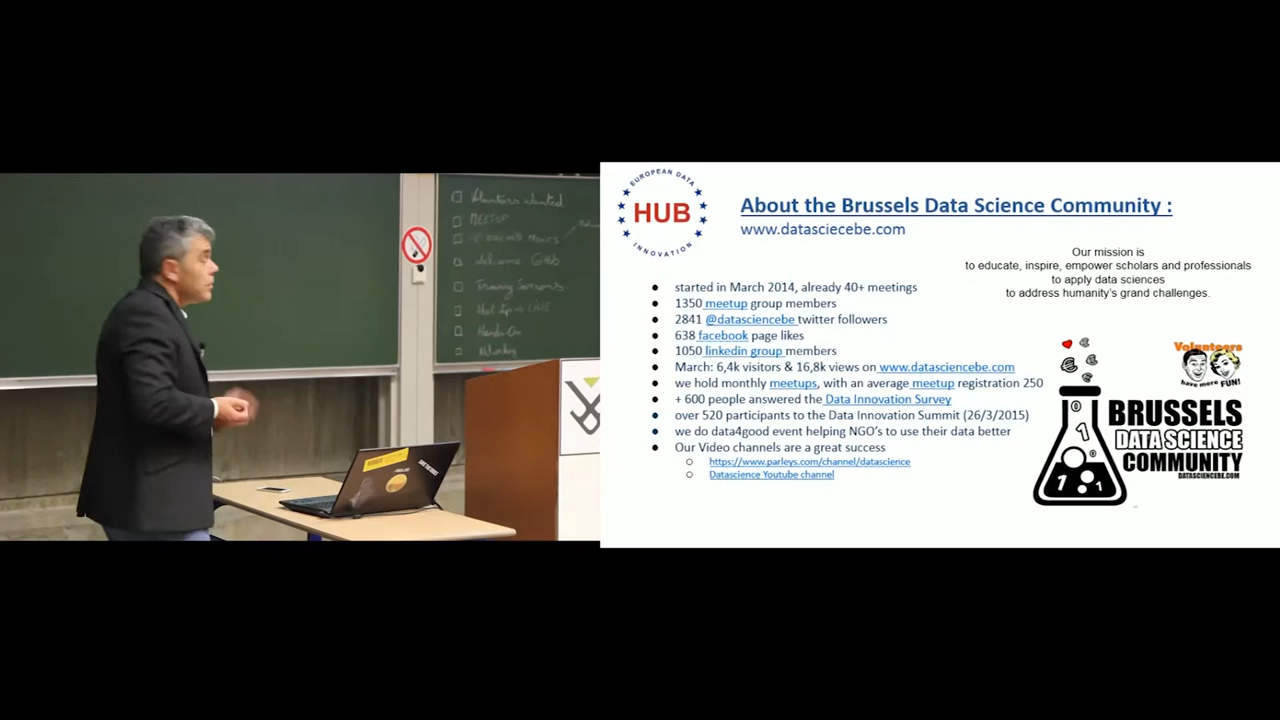 Volunteers wanted
MEETUP
Welcome GitHub
Training Sessions
Hands-On
Networking
EUROPEAN DATA
HUB
INNOVATION
About the Brussels Data Science Community :
www.datasciecebe.com
Our mission is
to educate, inspire, empower scholars and professionals
to apply data sciences
to address humanity's grand challenges.
● started in March 2014, already 40+ meetings
● 1350 meetup group members
● 2841 @datasciencebe twitter followers
● 638 facebook page likes
● 1050 linkedin group members
● March: 6,4k visitors & 16,8k views on www.datasciencebe.com
● we hold monthly meetups, with an average meetup registration 250
● + 600 people answered the Data Innovation Survey
● over 520 participants to the Data Innovation Summit (26/3/2015)
● we do data4good event helping NGO's to use their data better
● Our Video channels are a great success
○ https://www.parleys.com/channel/datascience
○ Datascience Youtube channel
Volunteers
have more FUN!
BRUSSELS
DATA SCIENCE
COMMUNITY
DATASCIENCEBE.COM